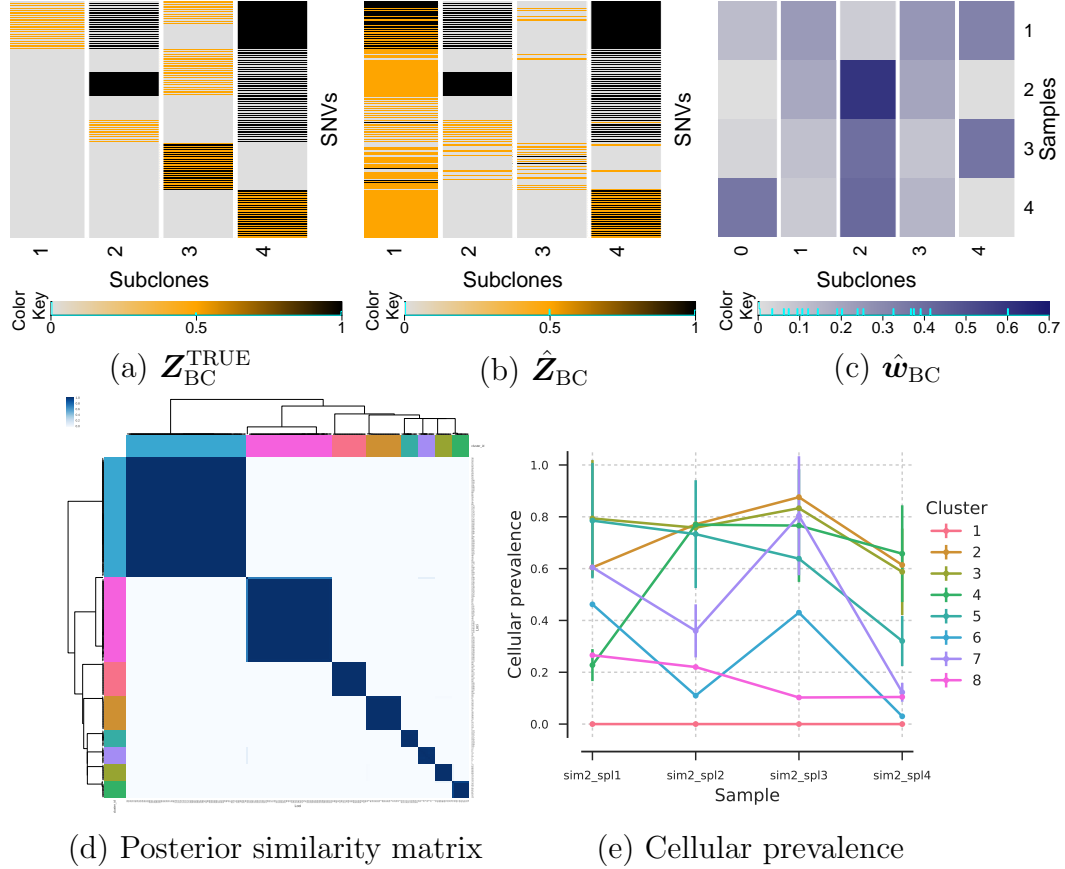 SNVs
1 2 3 4
Subclones
Color Key
0 0.5 1
(a) Z^TRUE_BC
SNVs
1 2 3 4
Subclones
Color Key
0 0.5 1
(b) Ẑ_BC
1
2
3
4
Samples
0 1 2 3 4
Subclones
Color Key
0 0.1 0.2 0.3 0.4 0.5 0.6 0.7
(c) ŵ_BC
(d) Posterior similarity matrix
1.0
0.8
0.6
0.4
0.2
0.0
Cellular prevalence
sim2_spl1 sim2_spl2 sim2_spl3 sim2_spl4
Sample
Cluster
1
2
3
4
5
6
7
8
(e) Cellular prevalence